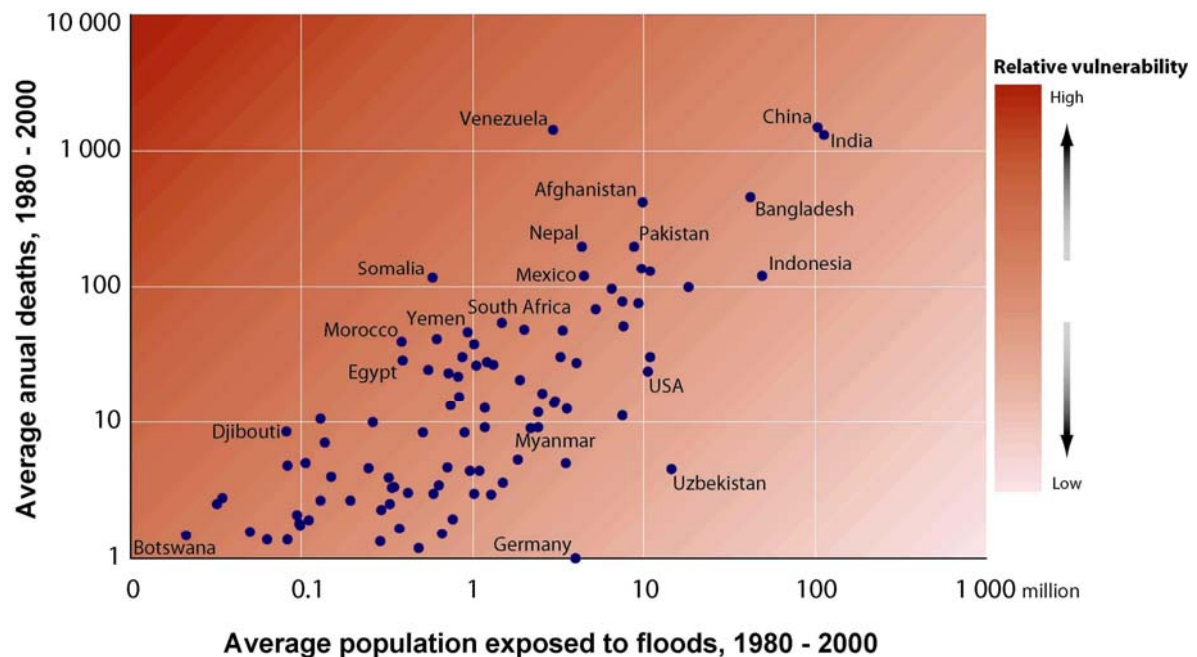 10 000
1 000
100
10
1
Average annual deaths, 1980 - 2000
Venezuela
China
India
Afghanistan
Bangladesh
Nepal
Pakistan
Somalia
Mexico
Indonesia
South Africa
Yemen
Morocco
Egypt
USA
Djibouti
Myanmar
Uzbekistan
Botswana
Germany
0
0.1
1
10
100
1 000 million
Average population exposed to floods, 1980 - 2000
Relative vulnerability
High
Low